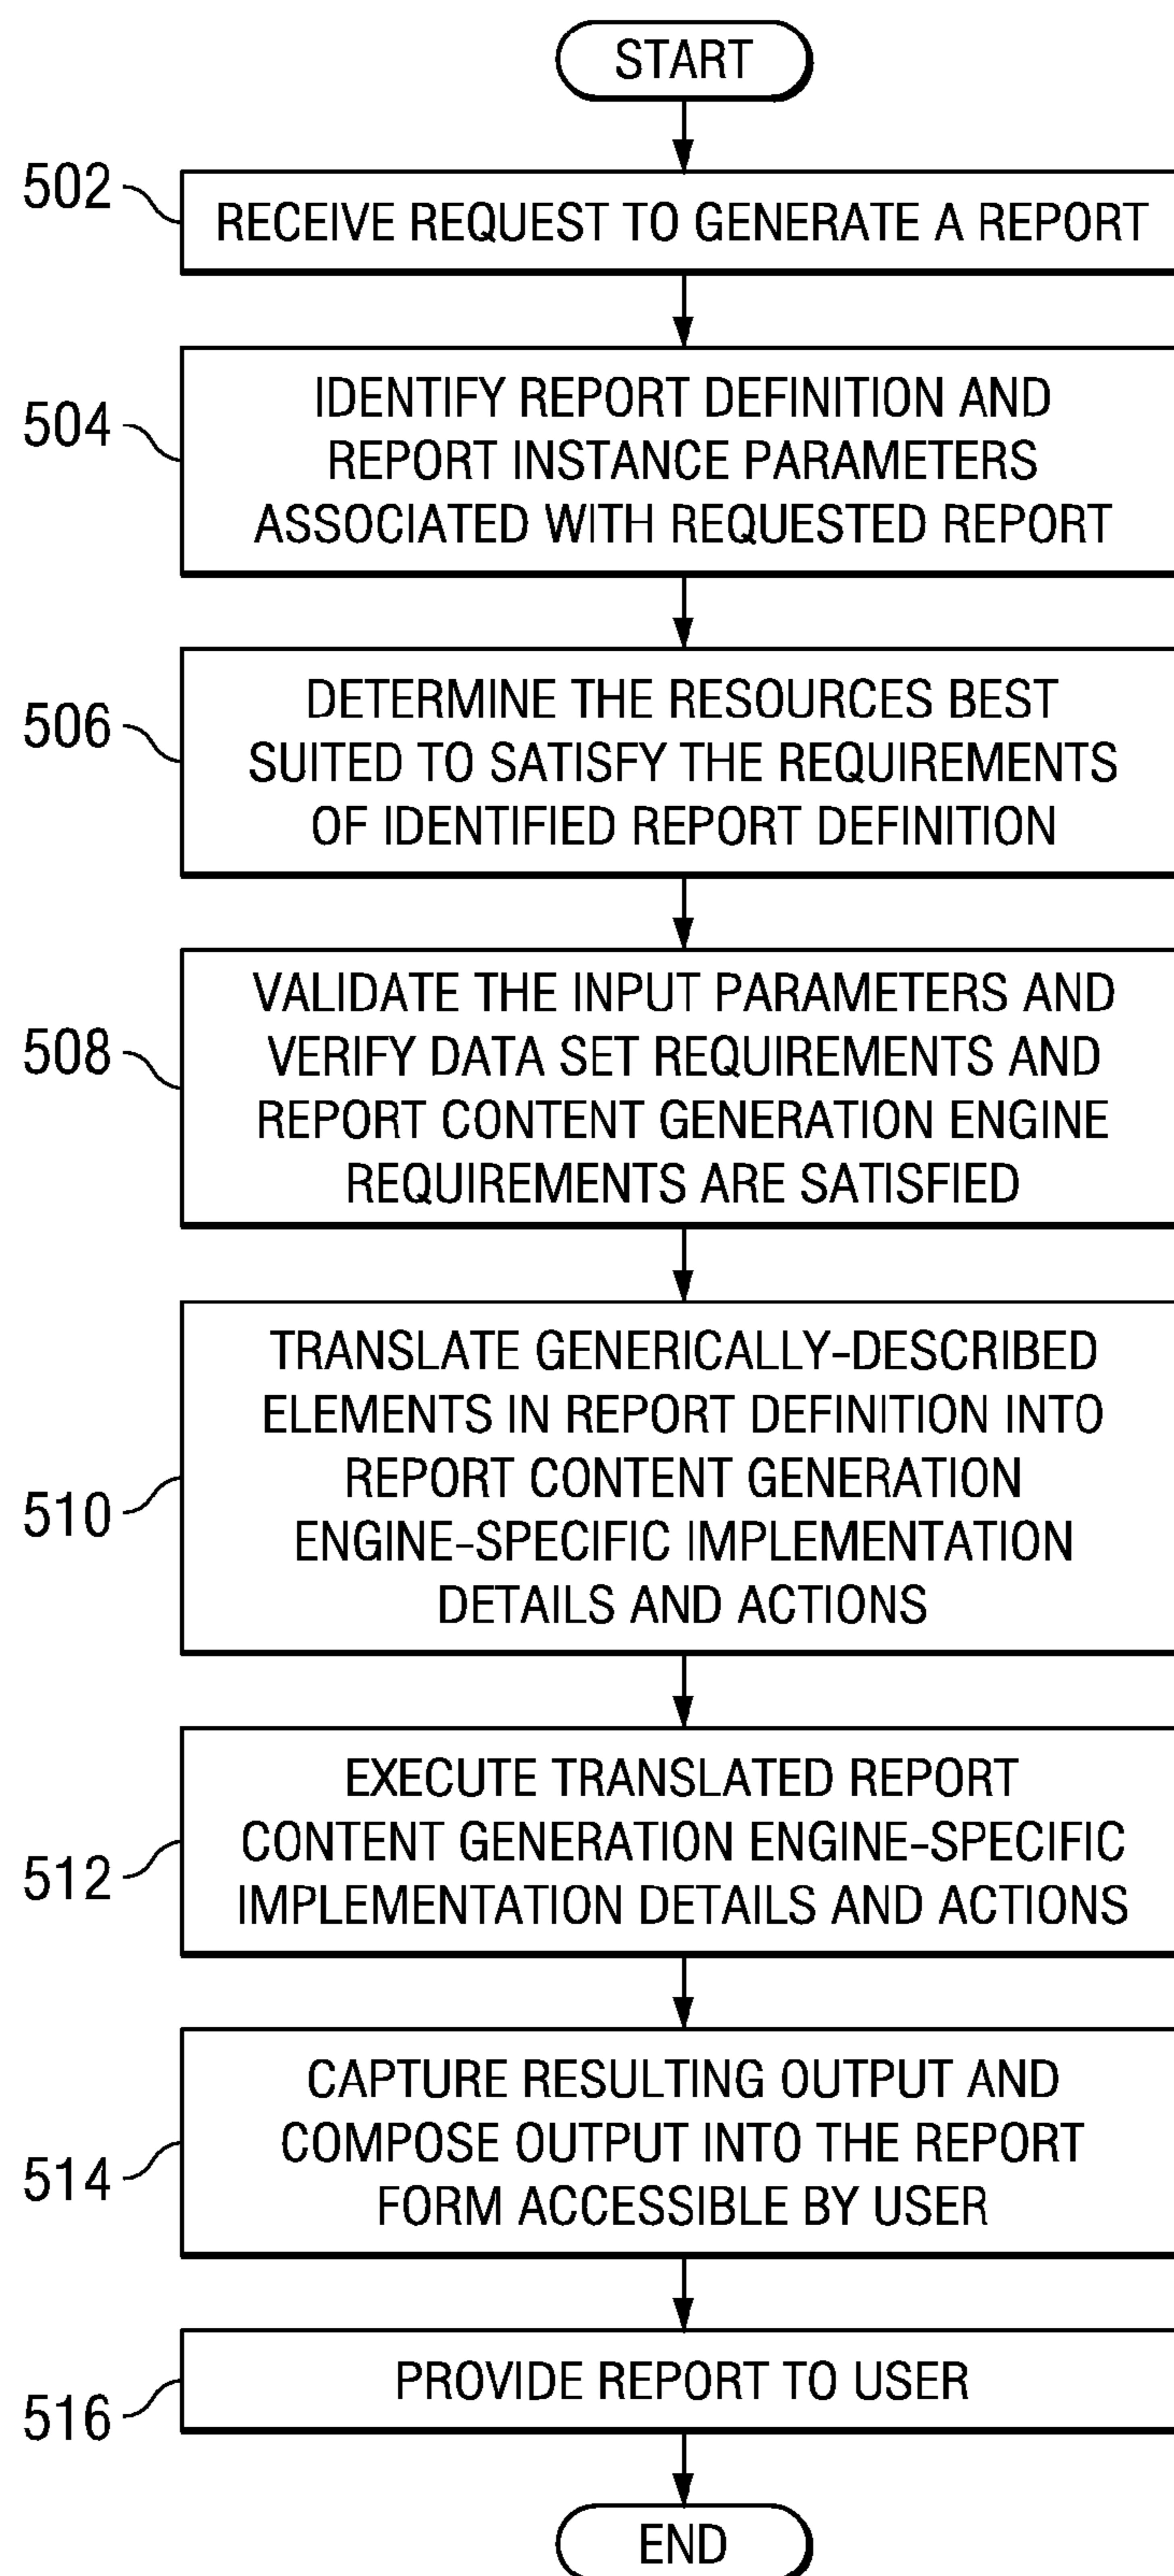 START
502
RECEIVE REQUEST TO GENERATE A REPORT
504
IDENTIFY REPORT DEFINITION AND
REPORT INSTANCE PARAMETERS
ASSOCIATED WITH REQUESTED REPORT
506
DETERMINE THE RESOURCES BEST
SUITED TO SATISFY THE REQUIREMENTS
OF IDENTIFIED REPORT DEFINITION
508
VALIDATE THE INPUT PARAMETERS AND
VERIFY DATA SET REQUIREMENTS AND
REPORT CONTENT GENERATION ENGINE
REQUIREMENTS ARE SATISFIED
510
TRANSLATE GENERICALLY-DESCRIBED
ELEMENTS IN REPORT DEFINITION INTO
REPORT CONTENT GENERATION
ENGINE-SPECIFIC IMPLEMENTATION
DETAILS AND ACTIONS
512
EXECUTE TRANSLATED REPORT
CONTENT GENERATION ENGINE-SPECIFIC
IMPLEMENTATION DETAILS AND ACTIONS
514
CAPTURE RESULTING OUTPUT AND
COMPOSE OUTPUT INTO THE REPORT
FORM ACCESSIBLE BY USER
516
PROVIDE REPORT TO USER
END